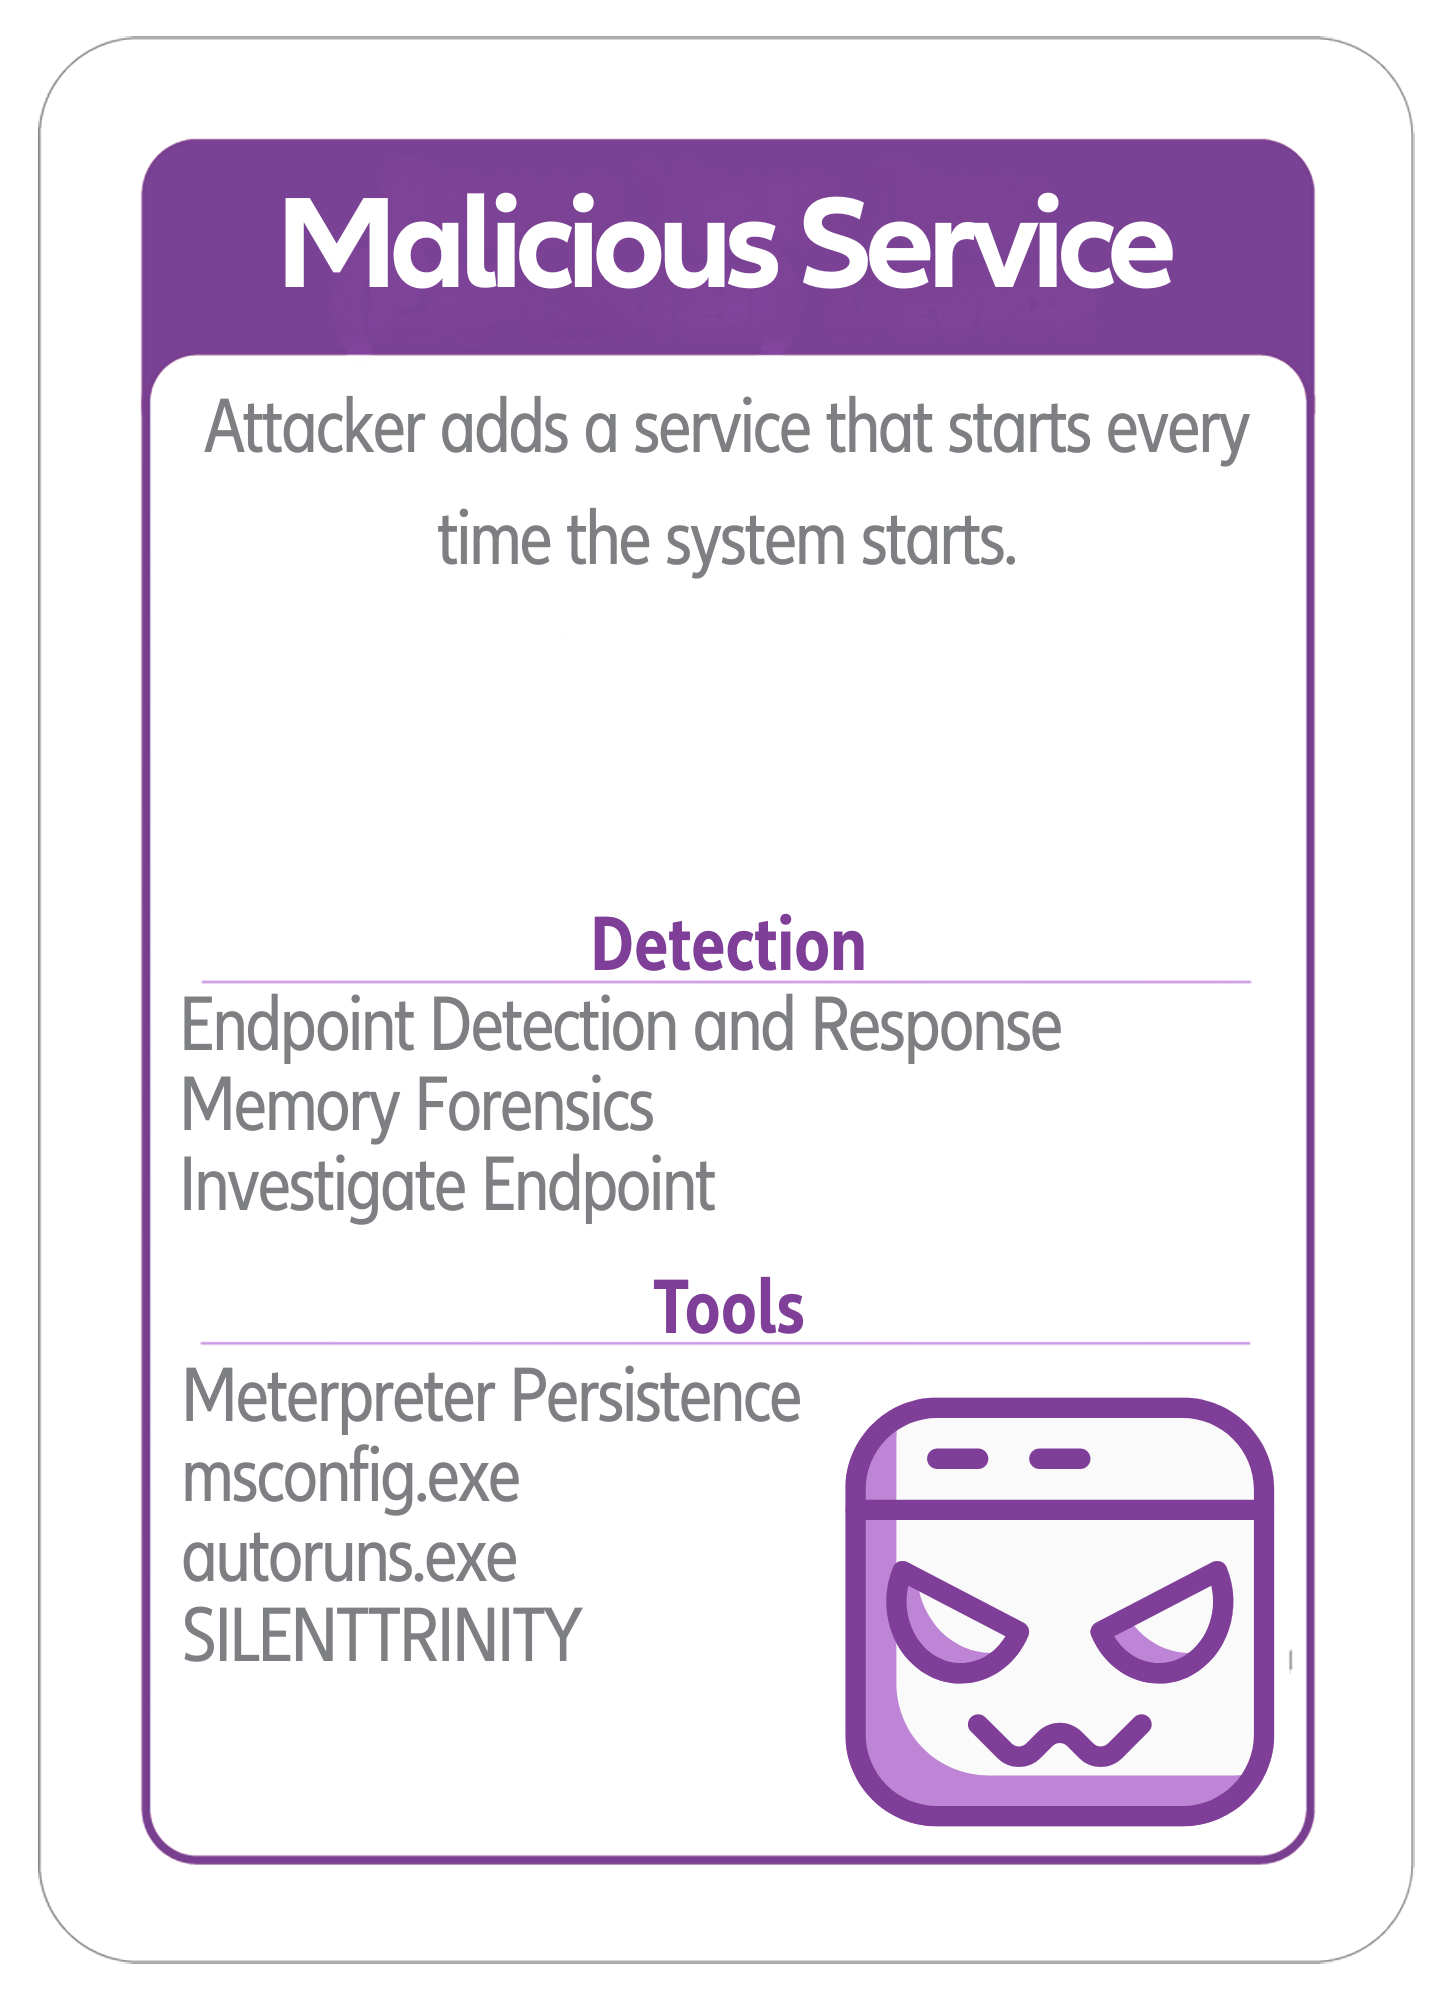 Malicious Service
Attacker adds a service that starts every
time the system starts.
Detection
Endpoint Detection and Response
Memory Forensics
Investigate Endpoint
Tools
Meterpreter Persistence
msconfig.exe
autoruns.exe
SILENTTRINITY